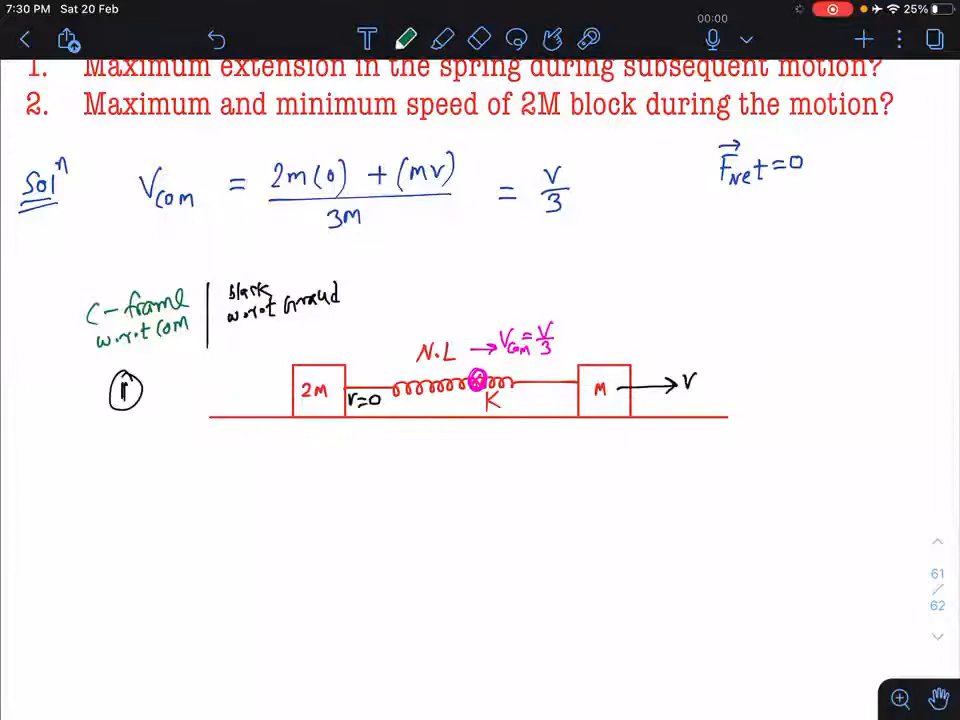 7:30 PM Sat 20 Feb
00:00
25%
1. Maximum extension in the spring during subsequent motion?
2. Maximum and minimum speed of 2M block during the motion?
Solⁿ
V_COM = 2m(0) + (mv) / 3M = V/3
F_Net = 0
C-frame
w.r.t COM
black
w.r.t Ground
N.L → V_COM = V/3
I
2M
V=0
K
M → V
61
/
62